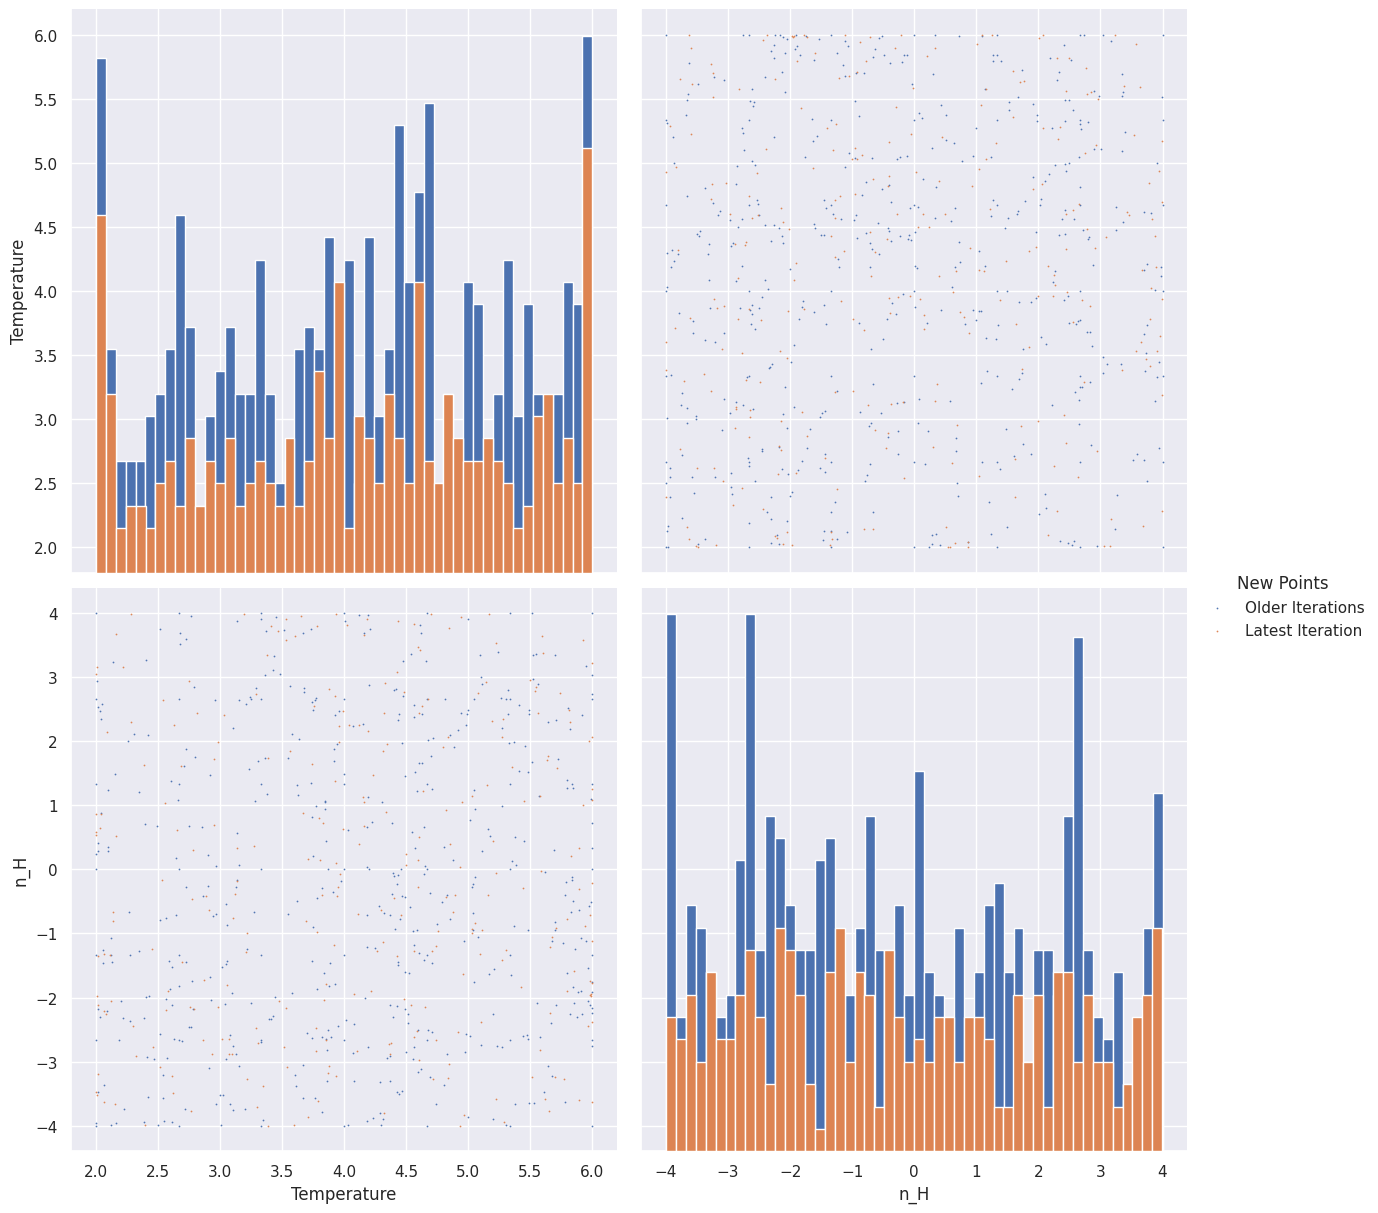 6.0
5.5
5.0
4.5
4.0
3.5
3.0
2.5
2.0
Temperature
4
3
2
1
0
−1
−2
−3
−4
n_H
2.0 2.5 3.0 3.5 4.0 4.5 5.0 5.5 6.0
Temperature
−4 −3 −2 −1 0 1 2 3 4
n_H
New Points
Older Iterations
Latest Iteration